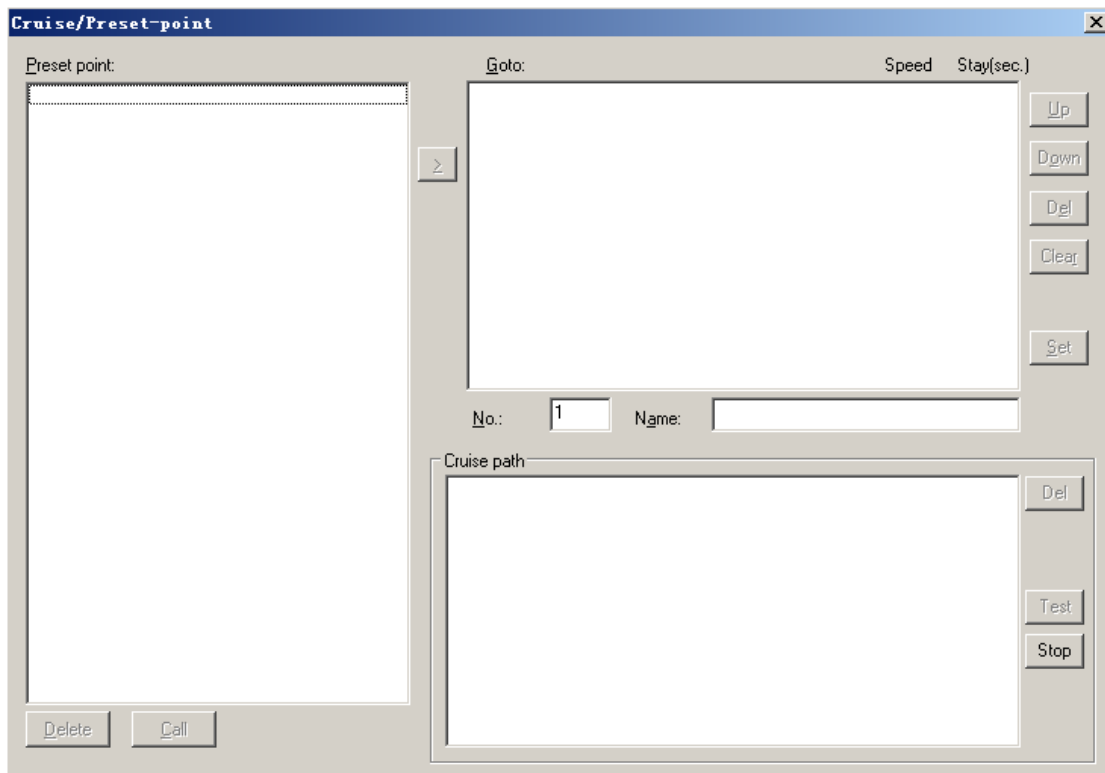 Cruise/Preset-point
Preset point:
Goto: Speed Stay(sec.)
Up
>
Down
Del
Clear
Set
No.: 1 Name:
Cruise path
Del
Test
Stop
Delete Call